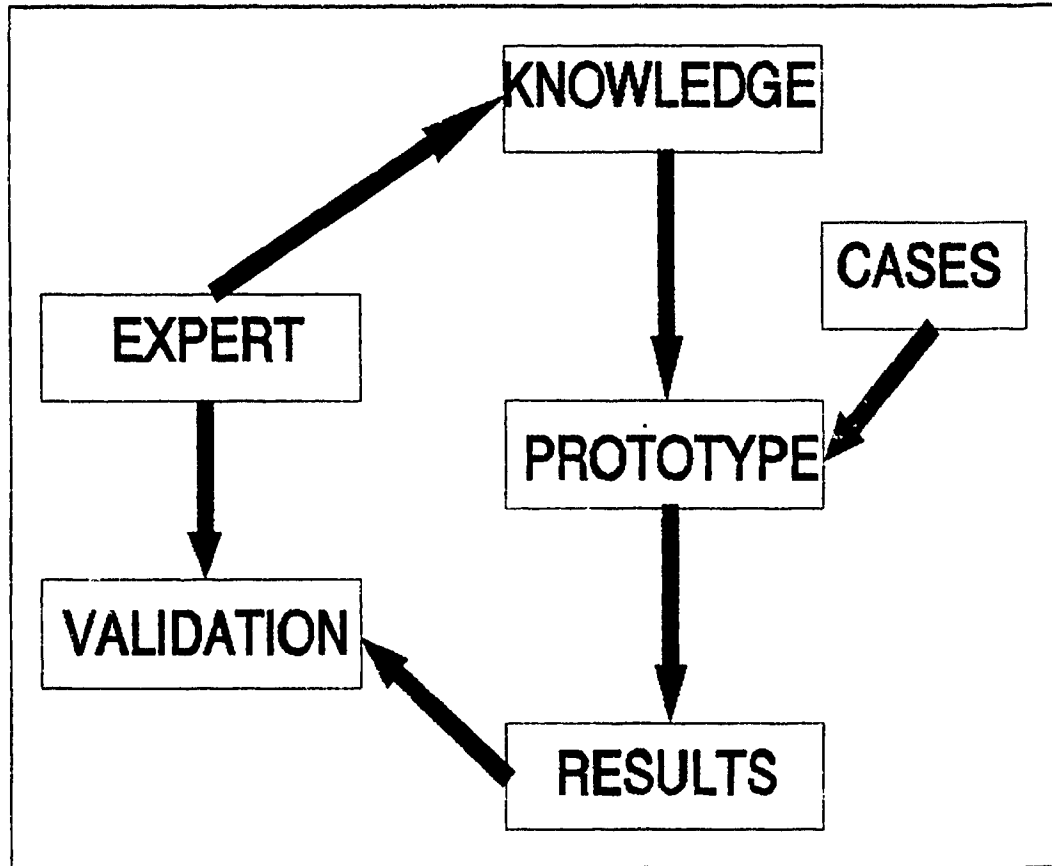 KNOWLEDGE
CASES
EXPERT
PROTOTYPE
VALIDATION
RESULTS